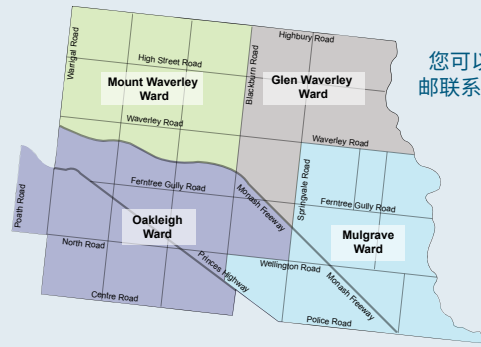 Highbury Road
Warrigal Road
High Street Road
Blackburn Road
您可以
邮联系
Mount Waverley
Ward
Glen Waverley
Ward
Waverley Road
Waverley Road
Ferntree Gully Road
Monash Freeway
Springvale Road
Ferntree Gully Road
Poath Road
Oakleigh
Ward
Mulgrave
Ward
North Road
Princes Highway
Wellington Road
Monash Freeway
Centre Road
Police Road